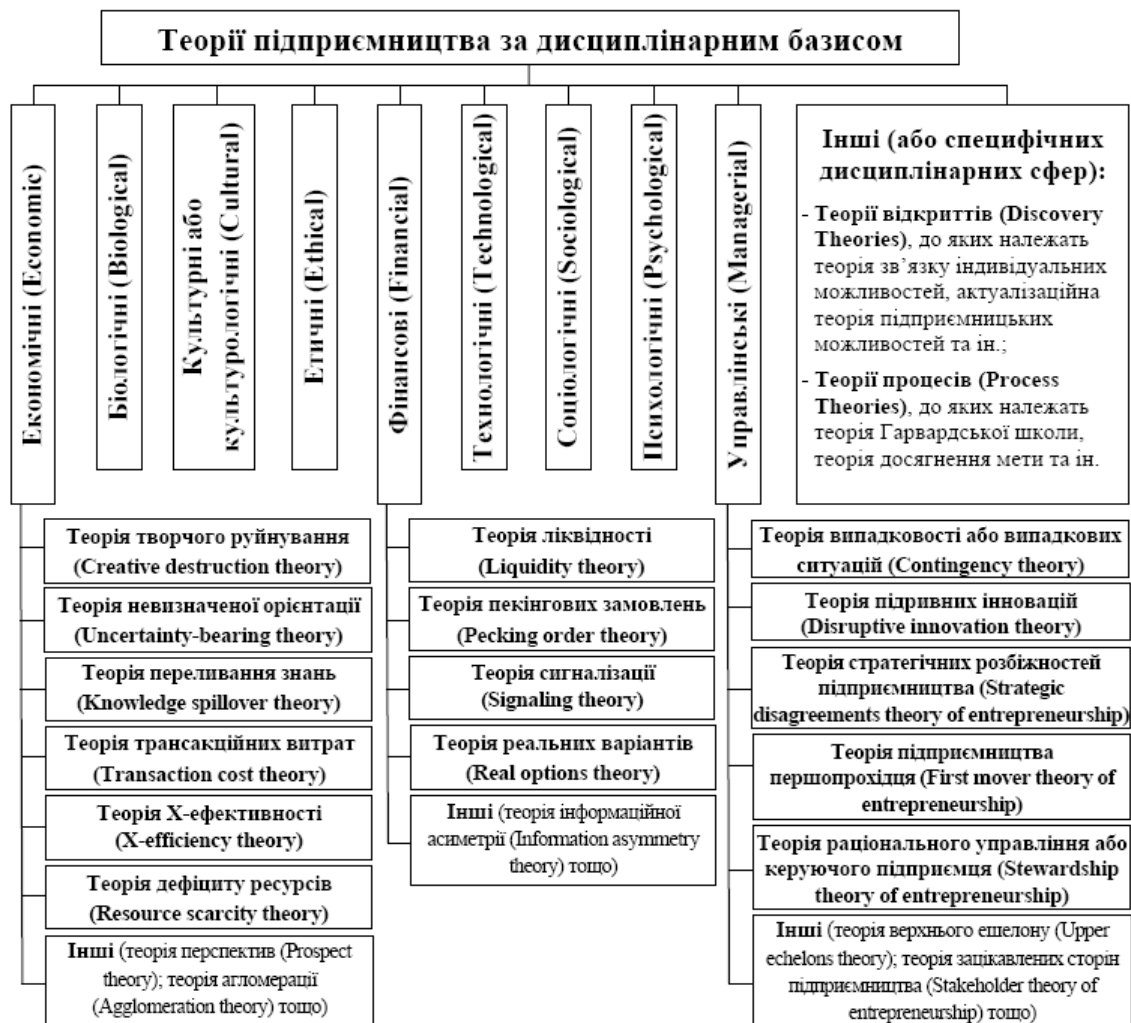 Теорії підприємництва за дисциплінарним базисом
Економічні (Economic)
Біологічні (Biological)
Культурні або
культурологічні (Cultural)
Етичні (Ethical)
Фінансові (Financial)
Технологічні (Technological)
Соціологічні (Sociological)
Психологічні (Psychological)
Управлінські (Managerial)
Інші (або специфічних
дисциплінарних сфер):
- Теорії відкриттів (Discovery
Theories), до яких належать
теорія зв’язку індивідуальних
можливостей, актуалізаційна
теорія підприємницьких
можливостей та ін.;
- Теорії процесів (Process
Theories), до яких належать
теорія Гарвардської школи,
теорія досягнення мети та ін.
Теорія творчого руйнування
(Creative destruction theory)
Теорія невизначеної орієнтації
(Uncertainty-bearing theory)
Теорія переливання знань
(Knowledge spillover theory)
Теорія трансакційних витрат
(Transaction cost theory)
Теорія X-ефективності
(X-efficiency theory)
Теорія дефіциту ресурсів
(Resource scarcity theory)
Інші (теорія перспектив (Prospect
theory); теорія агломерації
(Agglomeration theory) тощо)
Теорія ліквідності
(Liquidity theory)
Теорія пекінгових замовлень
(Pecking order theory)
Теорія сигналізації
(Signaling theory)
Теорія реальних варіантів
(Real options theory)
Інші (теорія інформаційної
асиметрії (Information asymmetry
theory) тощо)
Теорія випадковості або випадкових
ситуацій (Contingency theory)
Теорія підривних інновацій
(Disruptive innovation theory)
Теорія стратегічних розбіжностей
підприємництва (Strategic
disagreements theory of entrepreneurship)
Теорія підприємництва
першопрохідця (First mover theory of
entrepreneurship)
Теорія раціонального управління або
керуючого підприємця (Stewardship
theory of entrepreneurship)
Інші (теорія верхнього ешелону (Upper
echelons theory); теорія зацікавлених сторін
підприємництва (Stakeholder theory of
entrepreneurship) тощо)